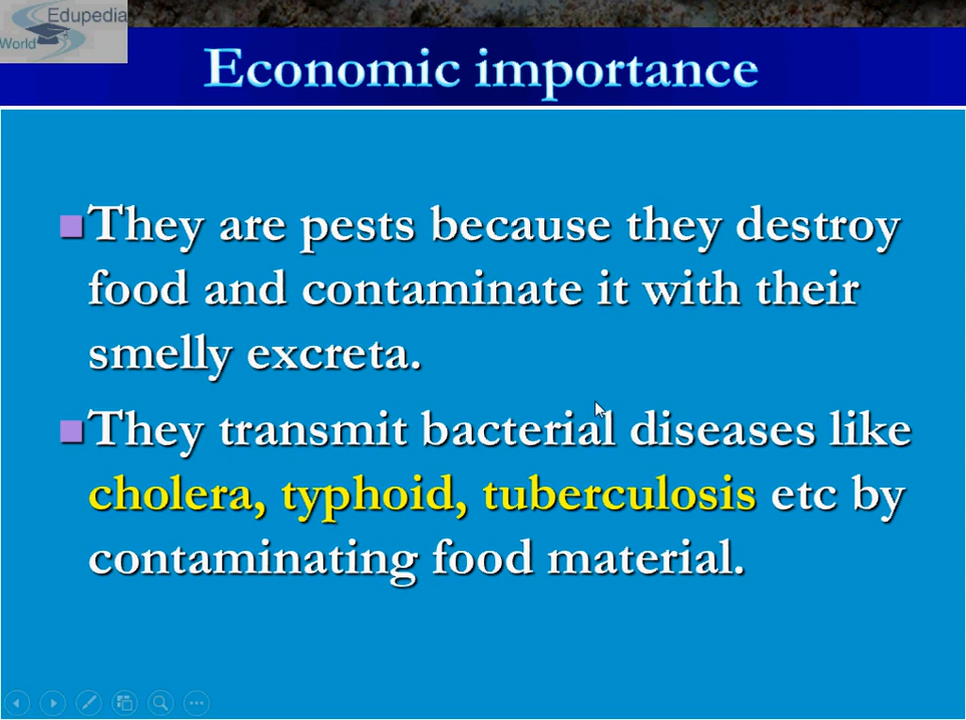 Edupedia
World
Economic importance
They are pests because they destroy
food and contaminate it with their
smelly excreta.
They transmit bacterial diseases like
cholera, typhoid, tuberculosis etc by
contaminating food material.